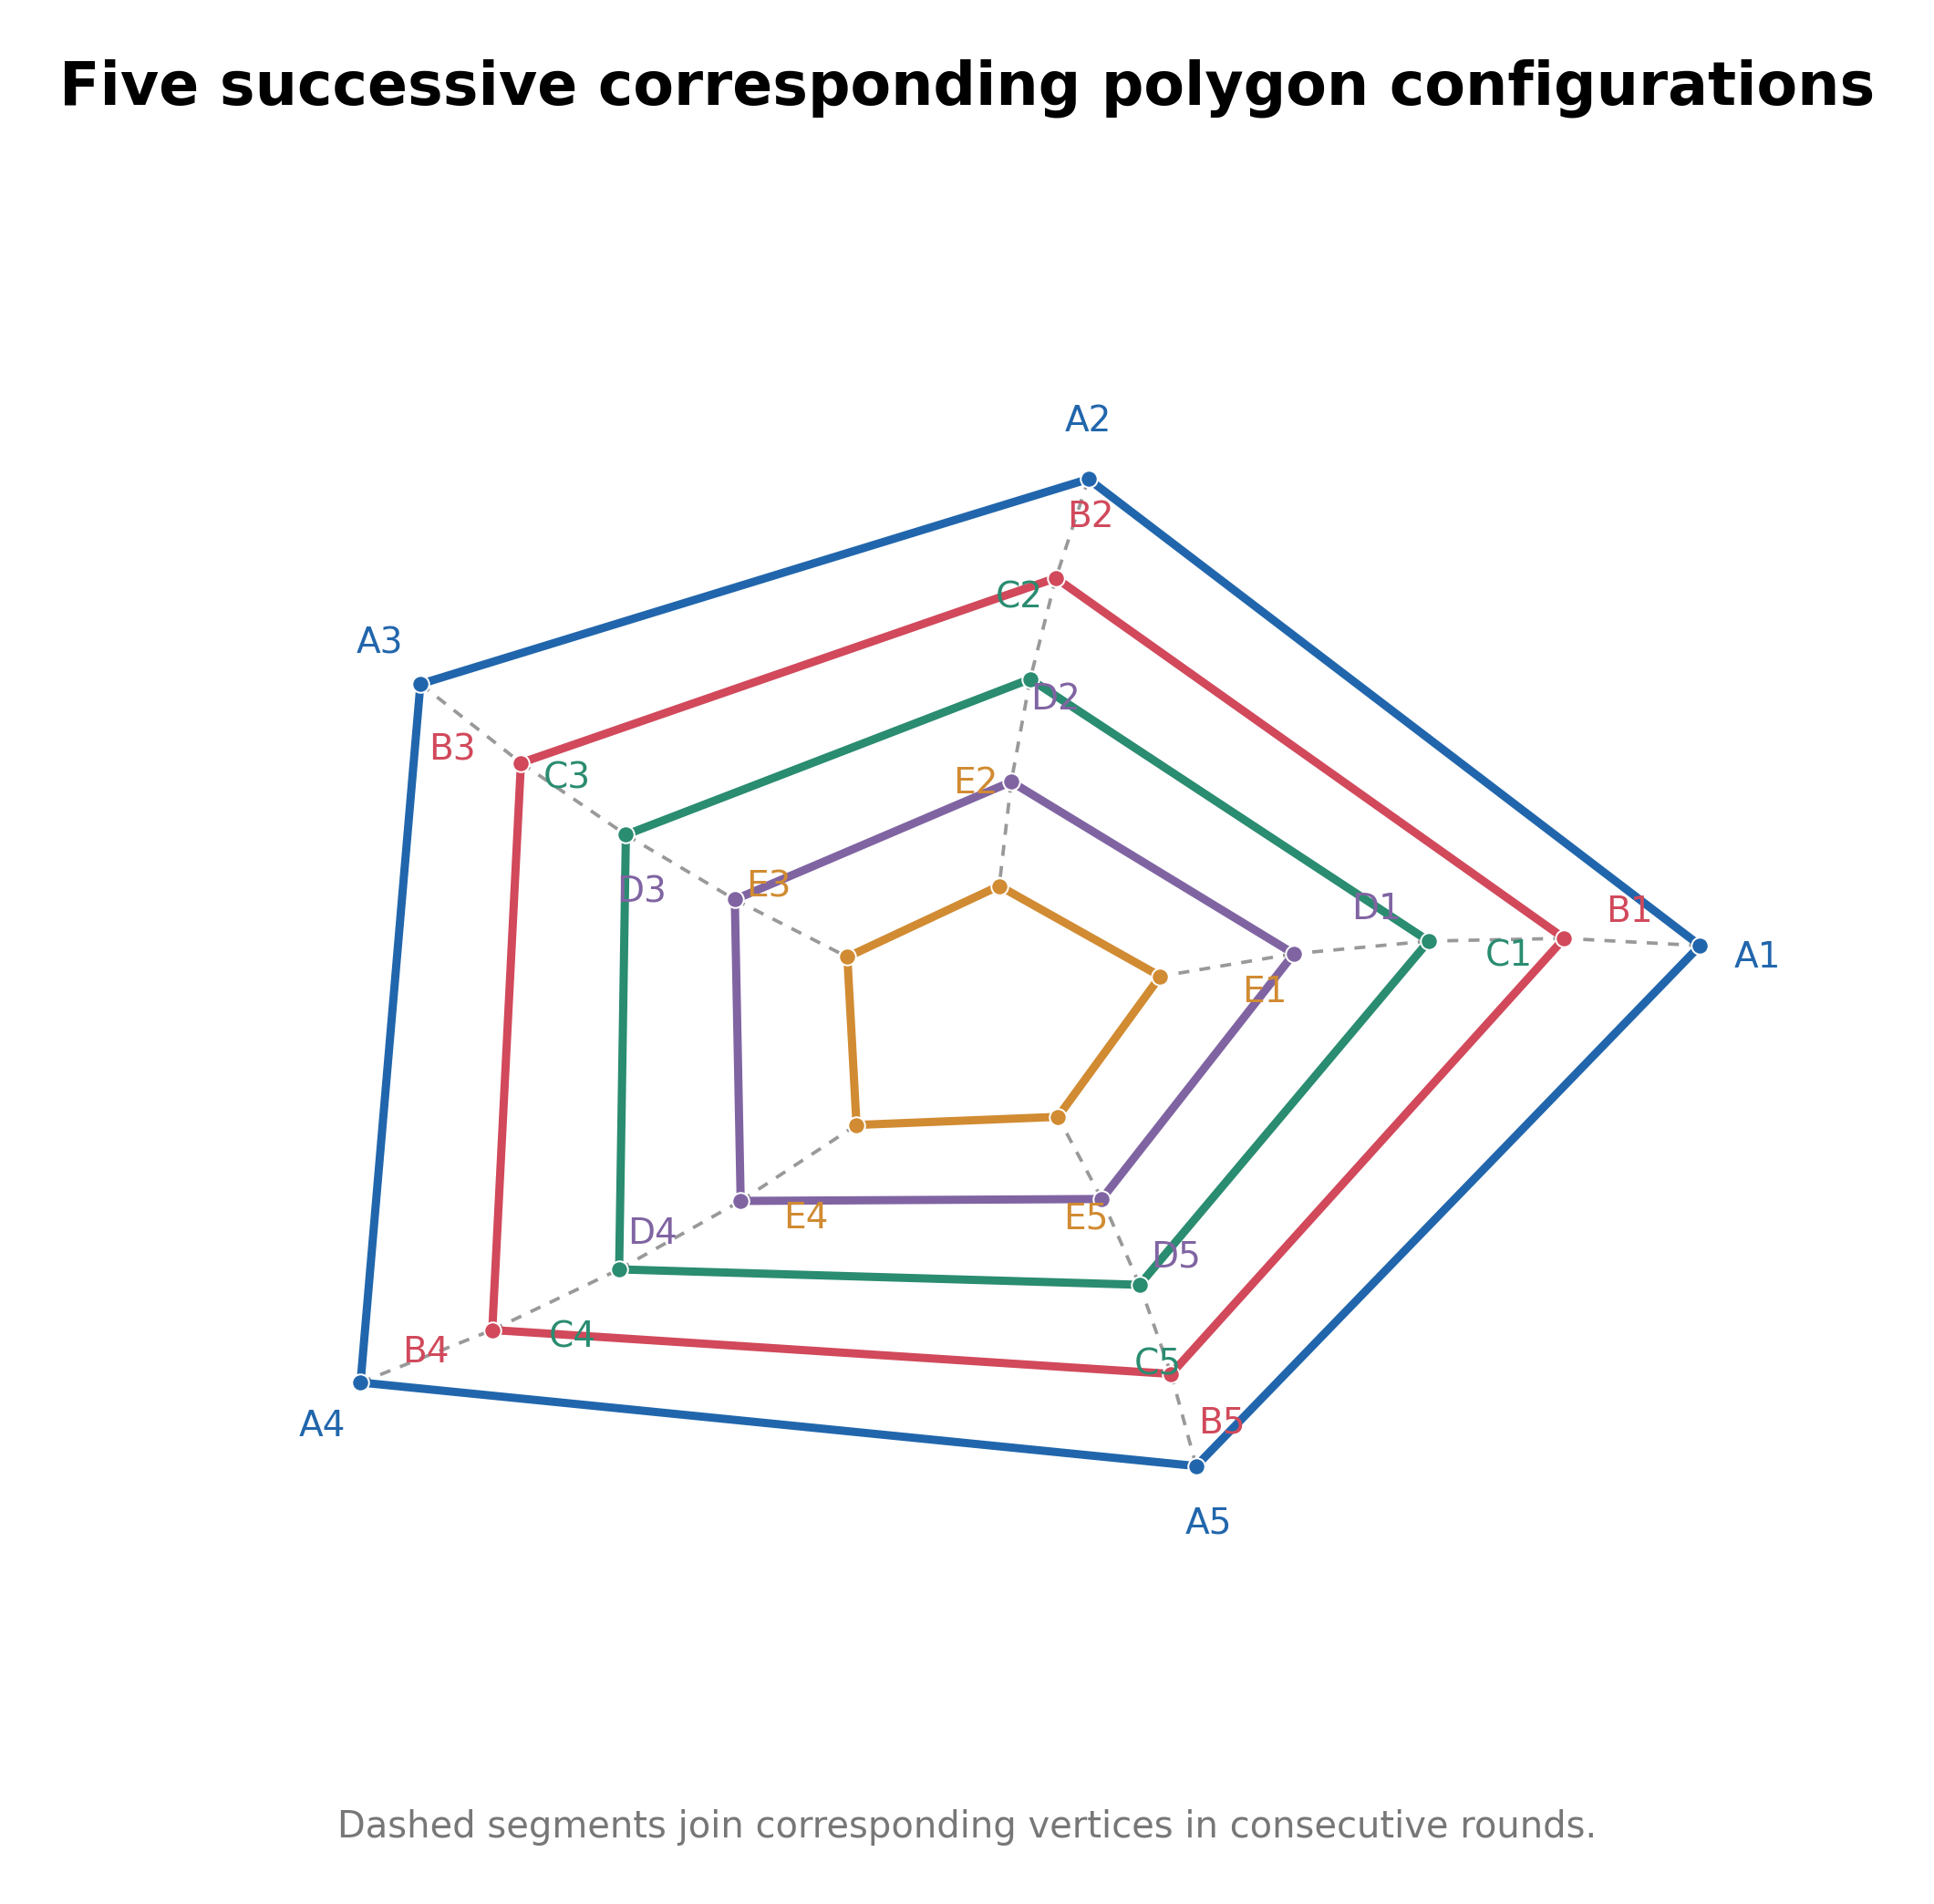 Five successive corresponding polygon configurations
A2
B2
C2
A3
D2
B3
C3
E2
E3
D3
D1
B1
C1
A1
E1
E4
E5
D4
D5
C4
B4
C5
A4
B5
A5
Dashed segments join corresponding vertices in consecutive rounds.